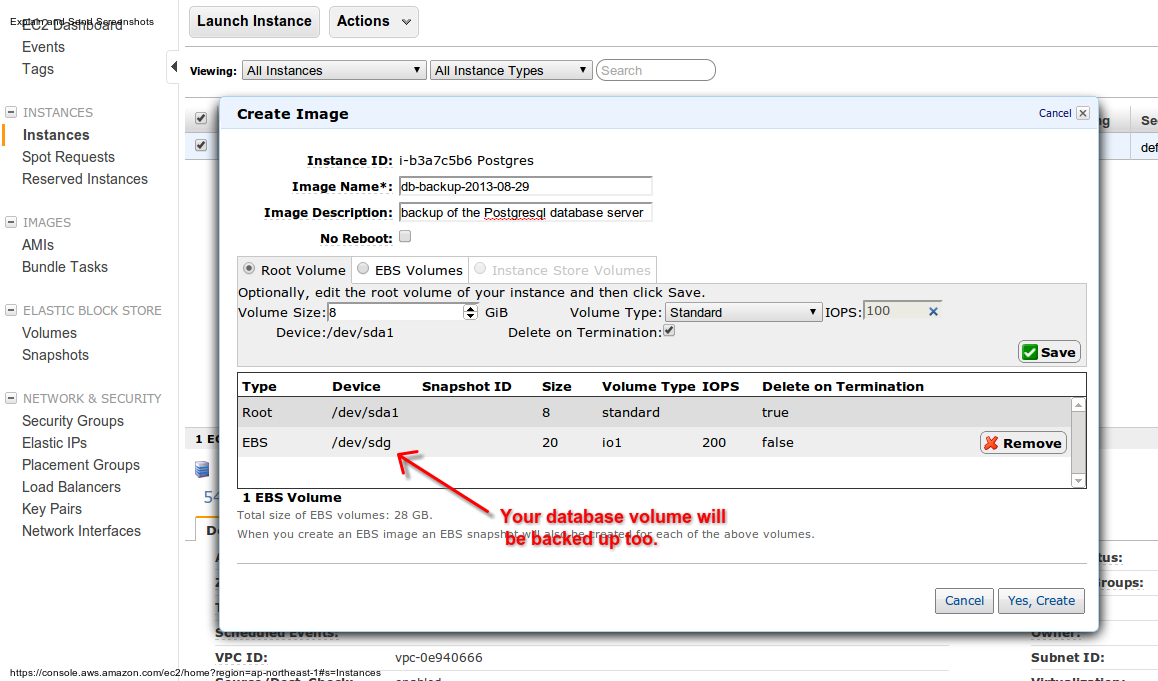 Explain and Send Screenshots
EC2 Dashboard
Events
Tags
INSTANCES
Instances
Spot Requests
Reserved Instances
IMAGES
AMIs
Bundle Tasks
ELASTIC BLOCK STORE
Volumes
Snapshots
NETWORK & SECURITY
Security Groups
Elastic IPs
Placement Groups
Load Balancers
Key Pairs
Network Interfaces
Launch Instance Actions
Viewing: All Instances All Instance Types Search
Create Image Cancel
Instance ID: i-b3a7c5b6 Postgres
Image Name*: db-backup-2013-08-29
Image Description: backup of the Postgresql database server
No Reboot:
Root Volume EBS Volumes Instance Store Volumes
Optionally, edit the root volume of your instance and then click Save.
Volume Size: 8 GiB Volume Type: Standard IOPS: 100
Device: /dev/sda1 Delete on Termination:
Save
Type Device Snapshot ID Size Volume Type IOPS Delete on Termination
Root /dev/sda1 8 standard true
EBS /dev/sdg 20 io1 200 false Remove
1 EBS Volume
Total size of EBS volumes: 28 GB.
When you create an EBS image an EBS snapshot will also be created for each of the above volumes.
Your database volume will
be backed up too.
Cancel Yes, Create
Scheduled Events: Owner:
VPC ID: vpc-0e940666 Subnet ID:
Source/Dest. Check: enabled Virtualization:
https://console.aws.amazon.com/ec2/home?region=ap-northeast-1#s=Instances